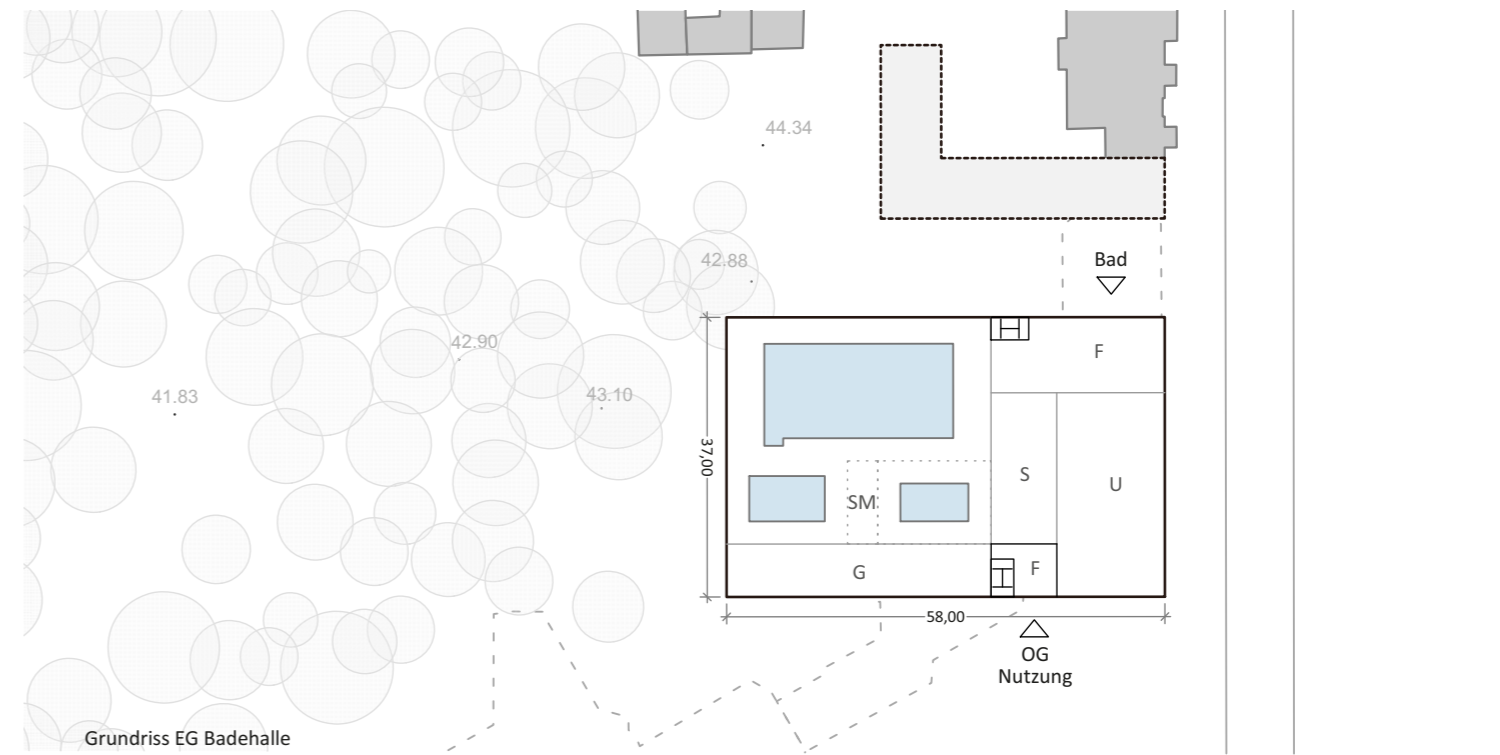 44.34
42.88
Bad
42.90
F
43.10
41.83
37,00
S
U
SM
G
F
58,00
OG
Nutzung
Grundriss EG Badehalle